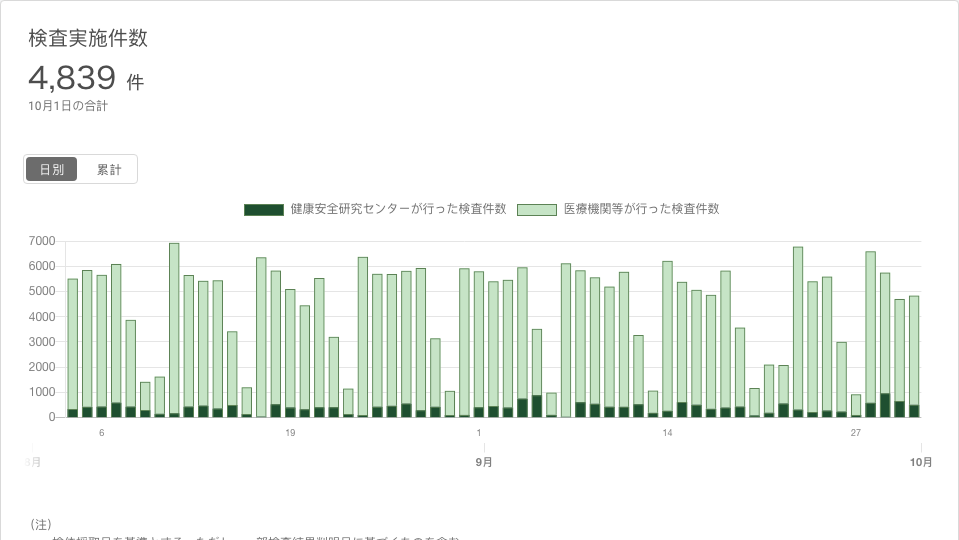 検査実施件数
4,839 件
10月1日の合計
日別 累計
健康安全研究センターが行った検査件数 医療機関等が行った検査件数
7000
6000
5000
4000
3000
2000
1000
0
6 19 1 14 27
月 9月 10月
（注）